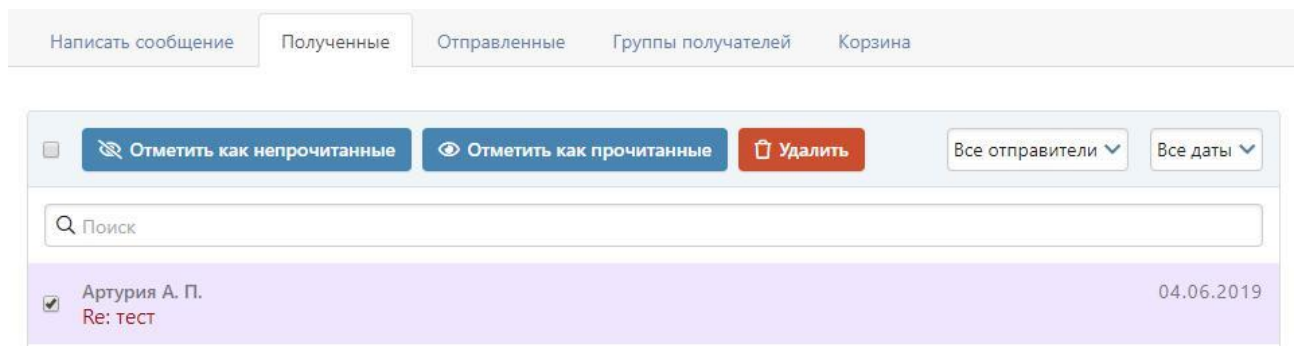 Написать сообщение Полученные Отправленные Группы получателей Корзина
Отметить как непрочитанные Отметить как прочитанные Удалить Все отправители Все даты
Поиск
Артурия А. П. 04.06.2019
Re: тест